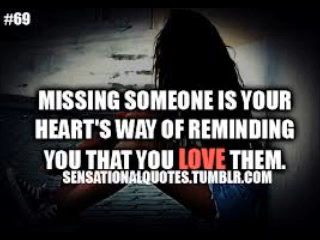 #69
MISSING SOMEONE IS YOUR
HEART'S WAY OF REMINDING
YOU THAT YOU LOVE THEM.
SENSATIONALQUOTES.TUMBLR.COM